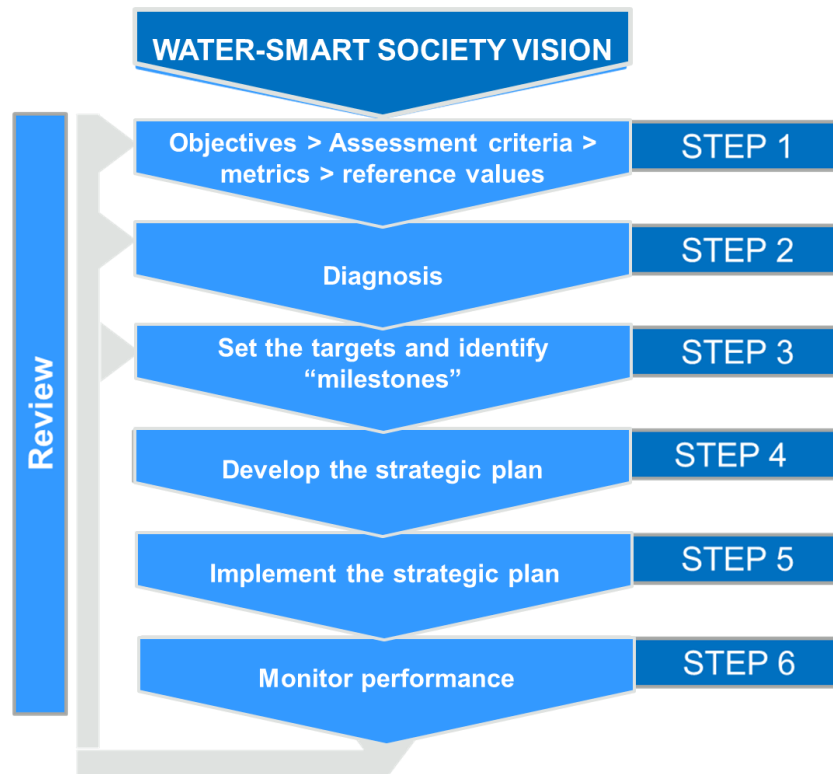 WATER-SMART SOCIETY VISION
Objectives > Assessment criteria >
metrics > reference values
STEP 1
Diagnosis
STEP 2
Set the targets and identify
“milestones”
STEP 3
Develop the strategic plan
STEP 4
Implement the strategic plan
STEP 5
Monitor performance
STEP 6
Review